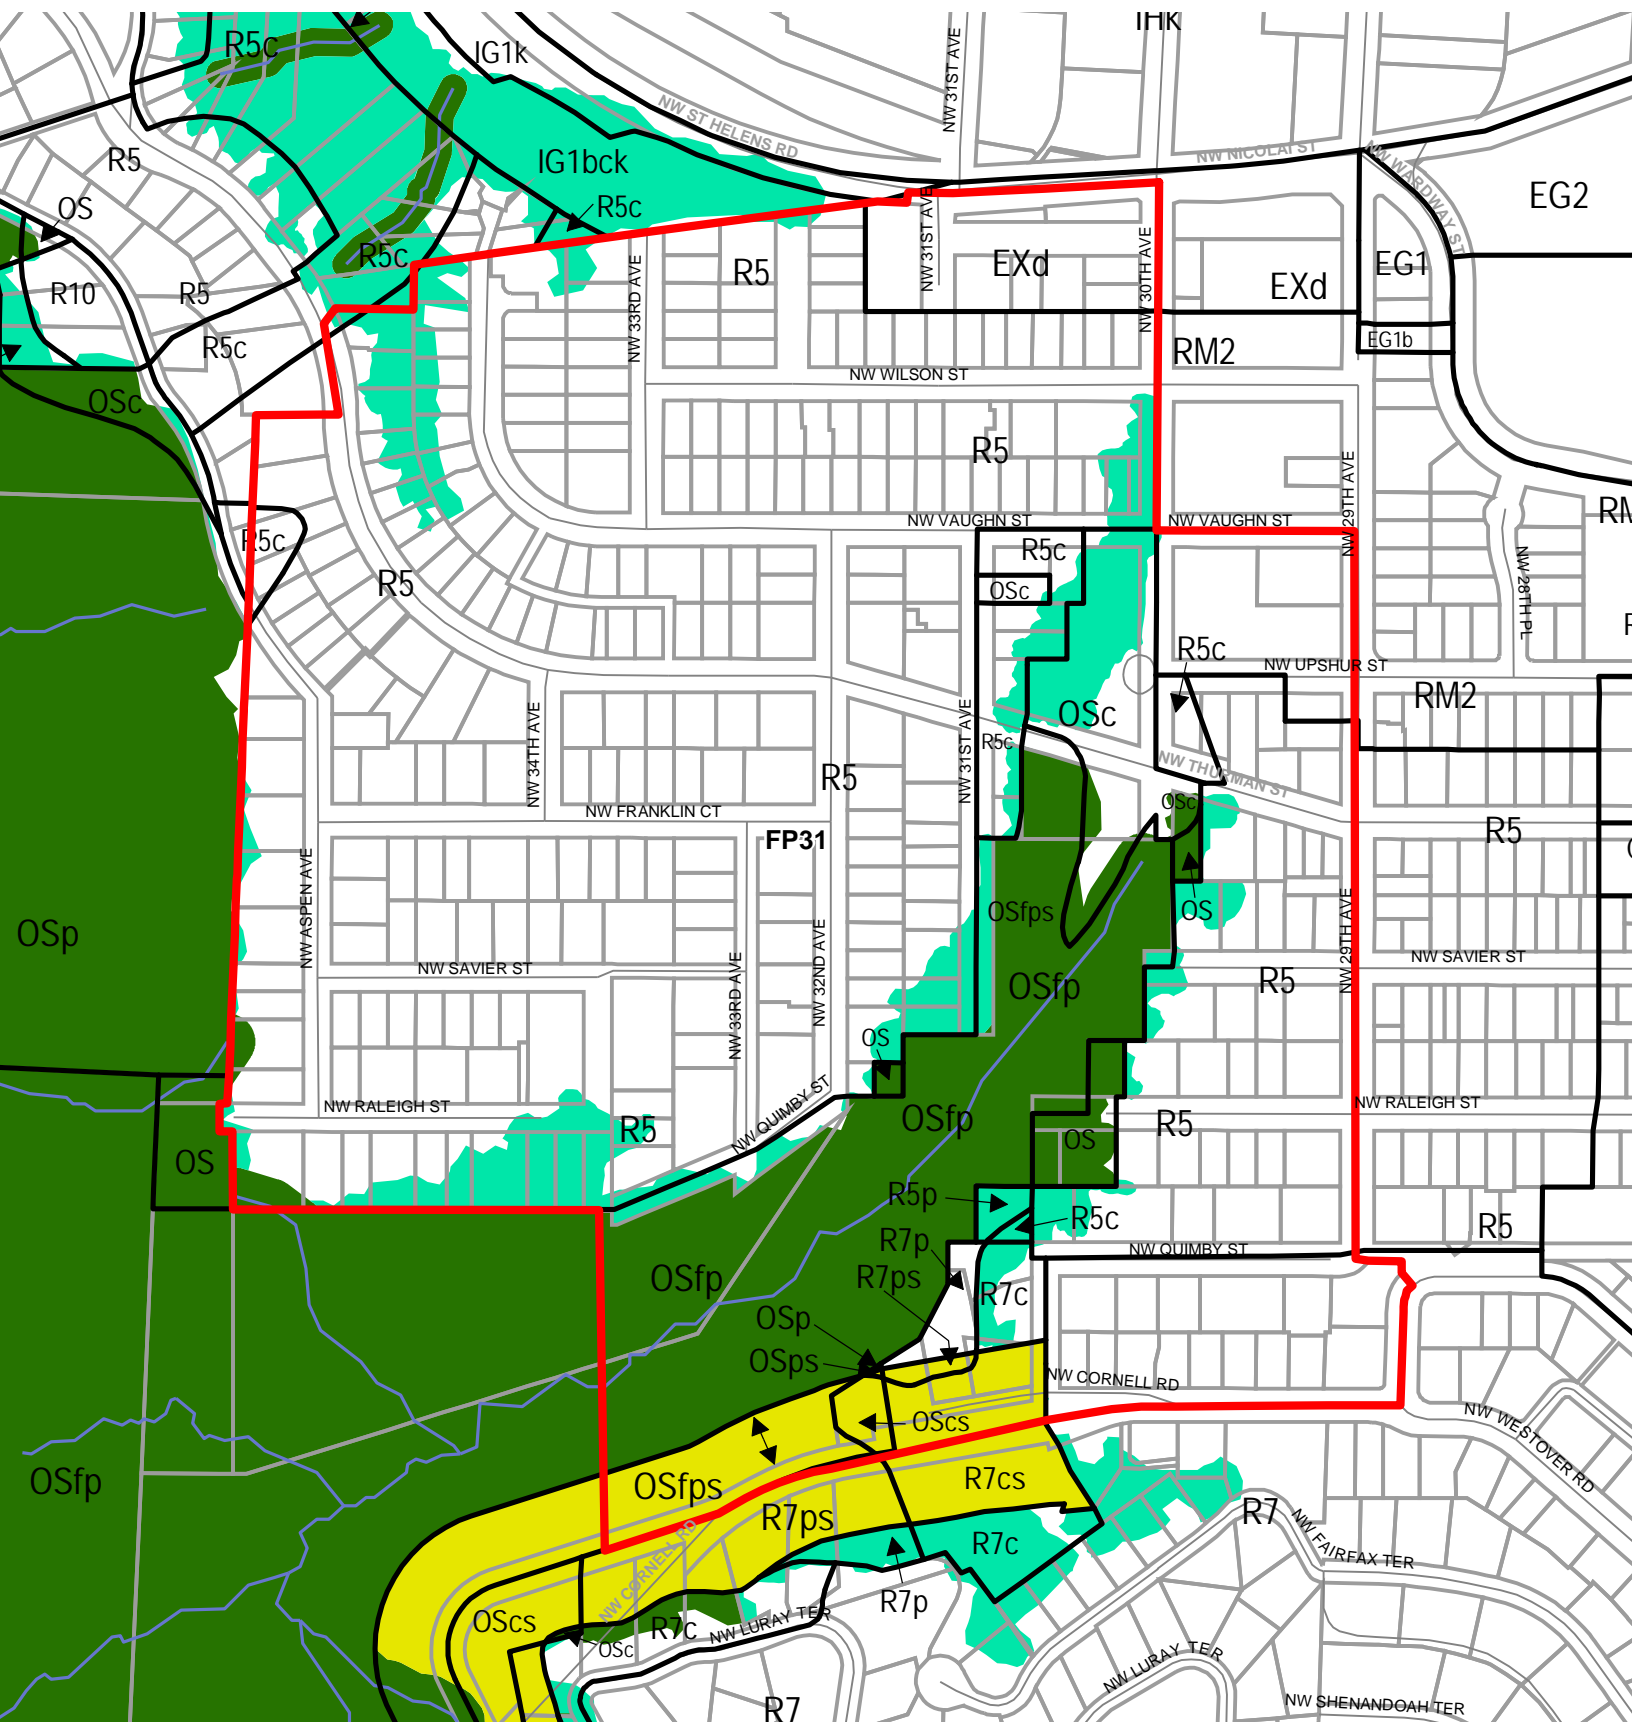 IHk
R5c
IG1k
NW 31ST AVE
NW ST HELENS RD
NW NICOLAI ST
NW WARDWAY ST
R5
IG1bck
EG2
OS
R5c
NW 31ST AVE
R5c
R5
EXd
NW 30TH AVE
EG1
R10
R5
NW 33RD AVE
EXd
R5c
EG1b
RM2
NW WILSON ST
OSc
R5
NW 29TH AVE
NW VAUGHN ST
NW VAUGHN ST
R5c
R5c
NW 28TH PL
R5
OSc
R5c
NW UPSHUR ST
RM2
NW 34TH AVE
NW 31ST AVE
OSc
R5c
NW THURMAN ST
R5
OSc
NW FRANKLIN CT
FP31
R5
NW ASPEN AVE
OSfps
OS
NW 29TH AVE
OSp
NW 32ND AVE
NW SAVIER ST
NW 33RD AVE
OSfp
R5
NW SAVIER ST
OS
NW RALEIGH ST
R5
NW QUIMBY ST
OSfp
OS
R5
NW RALEIGH ST
OS
R5p
R5c
R5
R7p
NW QUIMBY ST
OSfp
R7ps
R7c
OSp
OSps
NW CORNELL RD
OScs
NW WESTOVER RD
OSfp
OSfps
R7cs
R7ps
R7
NW FAIRFAX TER
R7c
NW CORNELL RD
R7p
OScs
OSc
R7c
NW LURAY TER
NW LURAY TER
R7
NW SHENANDOAH TER